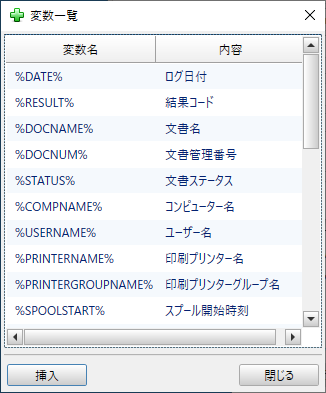 変数一覧
変数名 内容
%DATE% ログ日付
%RESULT% 結果コード
%DOCNAME% 文書名
%DOCNUM% 文書管理番号
%STATUS% 文書ステータス
%COMPNAME% コンピューター名
%USERNAME% ユーザー名
%PRINTERNAME% 印刷プリンター名
%PRINTERGROUPNAME% 印刷プリンターグループ名
%SPOOLSTART% スプール開始時刻
挿入 閉じる